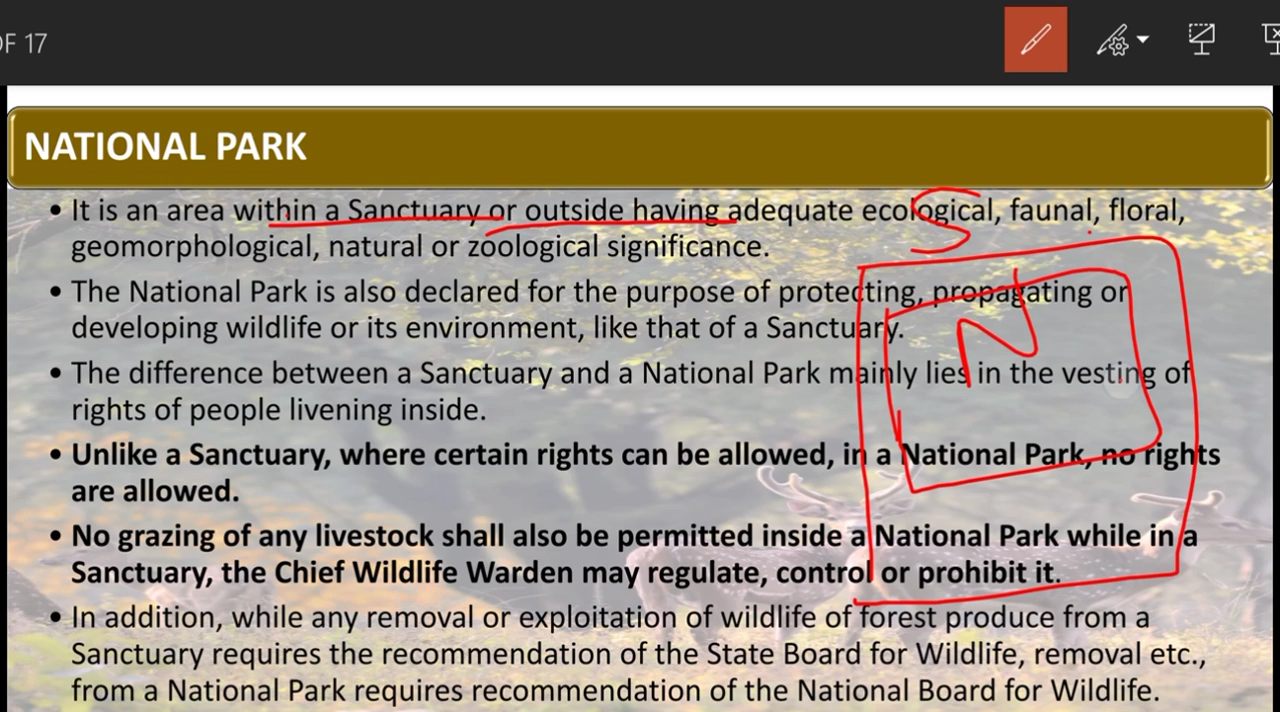 OF 17
NATIONAL PARK
• It is an area within a Sanctuary or outside having adequate ecological, faunal, floral,
geomorphological, natural or zoological significance.
• The National Park is also declared for the purpose of protecting, propagating or
developing wildlife or its environment, like that of a Sanctuary.
• The difference between a Sanctuary and a National Park mainly lies in the vesting of
rights of people livening inside.
• Unlike a Sanctuary, where certain rights can be allowed, in a National Park, no rights
are allowed.
• No grazing of any livestock shall also be permitted inside a National Park while in a
Sanctuary, the Chief Wildlife Warden may regulate, control or prohibit it.
• In addition, while any removal or exploitation of wildlife of forest produce from a
Sanctuary requires the recommendation of the State Board for Wildlife, removal etc.,
from a National Park requires recommendation of the National Board for Wildlife.
S
N